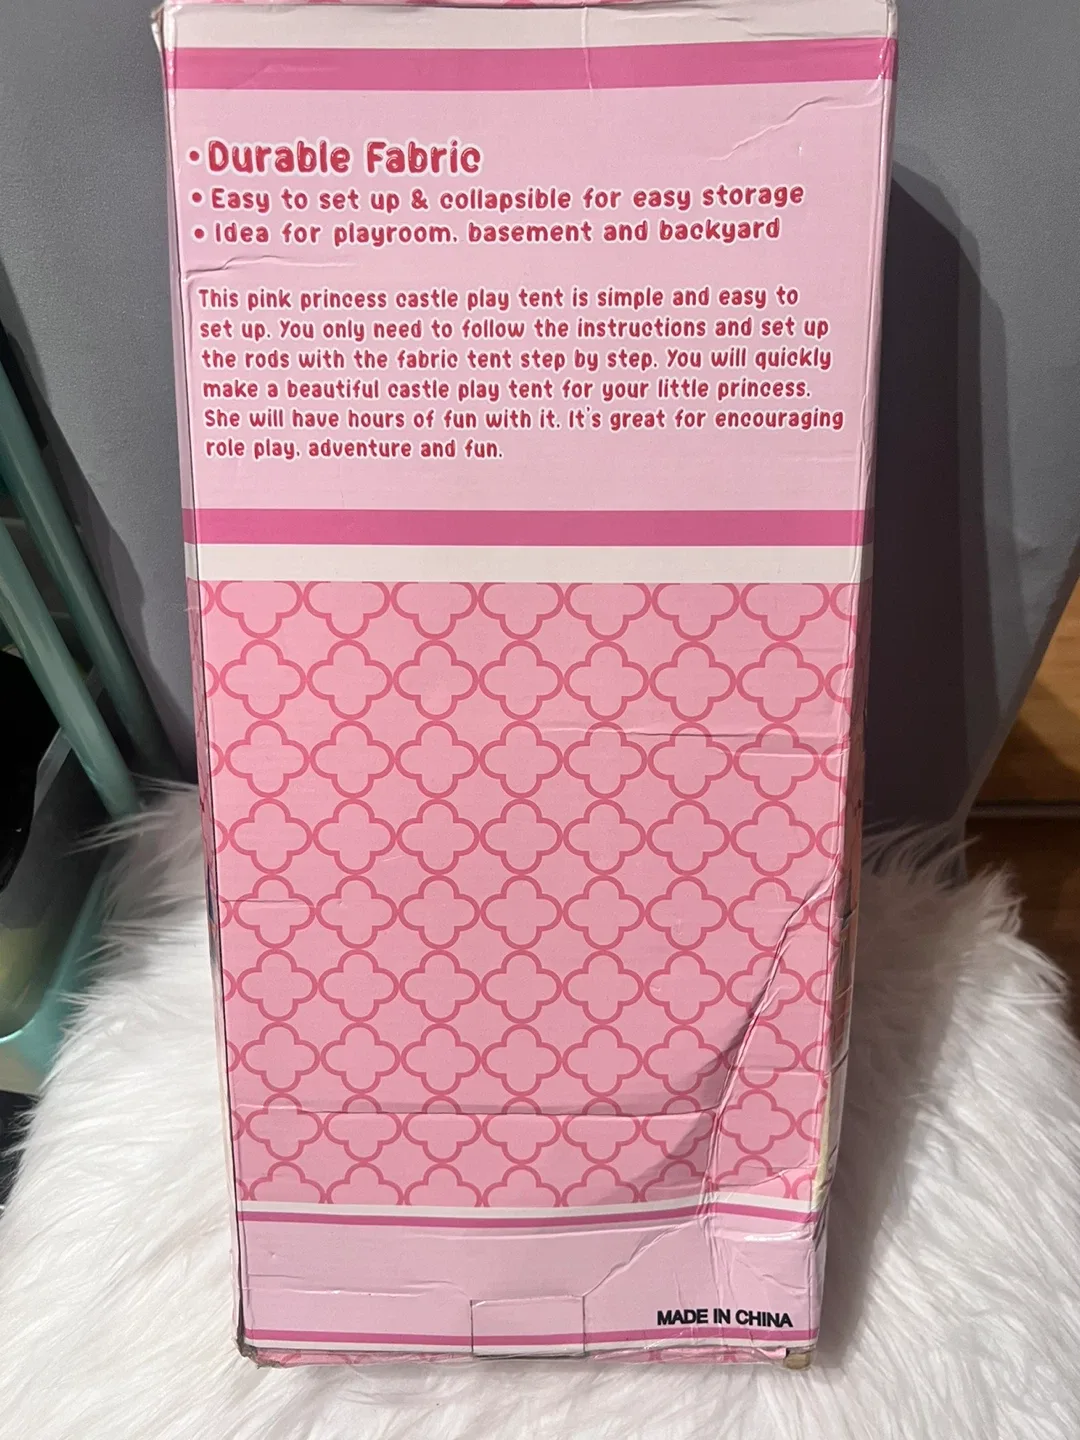 • Durable Fabric
• Easy to set up & collapsible for easy storage
• Idea for playroom, basement and backyard
This pink princess castle play tent is simple and easy to
set up. You only need to follow the instructions and set up
the rods with the fabric tent step by step. You will quickly
make a beautiful castle play tent for your little princess.
She will have hours of fun with it. It's great for encouraging
role play, adventure and fun.
MADE IN CHINA